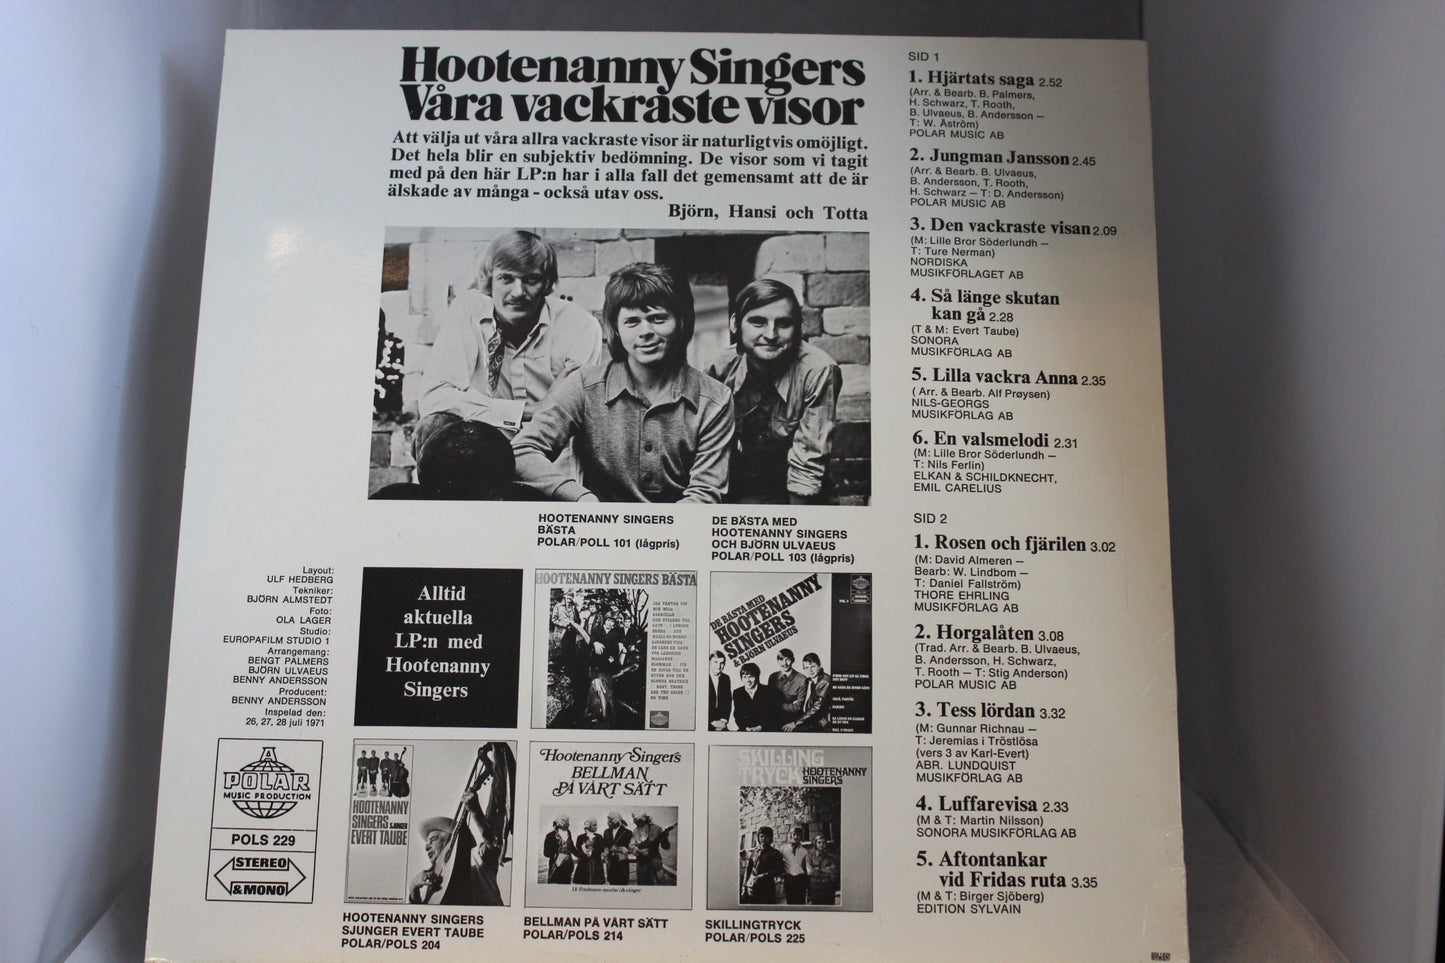 Hootenanny Singers
Våra vackraste visor
Att välja ut våra allra vackraste visor är naturligtvis omöjligt.
Det hela blir en subjektiv bedömning. De visor som vi tagit
med på den här LP:n har i alla fall det gemensamt att de är
älskade av många - också utav oss.
Björn, Hansi och Totta
SID 1
1. Hjärtats saga 2.52
(Arr. & Bearb. B. Palmers,
H. Schwarz, T. Rooth,
B. Ulvaeus, B. Andersson –
T: W. Åström)
POLAR MUSIC AB
2. Jungman Jansson 2.45
(Arr. & Bearb. B. Ulvaeus,
B. Andersson, T. Rooth,
H. Schwarz – T: D. Andersson)
POLAR MUSIC AB
3. Den vackraste visan 2.09
(M: Lille Bror Söderlundh –
T: Ture Nerman)
NORDISKA
MUSIKFÖRLAGET AB
4. Så länge skutan
kan gå 2.28
(T & M: Evert Taube)
SONORA
MUSIKFÖRLAG AB
5. Lilla vackra Anna 2.35
( Arr. & Bearb. Alf Prøysen)
NILS-GEORGS
MUSIKFÖRLAG AB
6. En valsmelodi 2.31
(M: Lille Bror Söderlundh –
T: Nils Ferlin)
ELKAN & SCHILDKNECHT,
EMIL CARELIUS
SID 2
1. Rosen och fjärilen 3.02
(M: David Almeren –
Bearb: W. Lindbom –
T: Daniel Fallström)
THORE EHRLING
MUSIKFÖRLAG AB
2. Horgalåten 3.08
(Trad. Arr. & Bearb. B. Ulvaeus,
B. Andersson, H. Schwarz,
T. Rooth – T: Stig Anderson)
POLAR MUSIC AB
3. Tess lördan 3.32
(M: Gunnar Richnau –
T: Jeremias i Tröstlösa
(vers 3 av Karl-Evert)
ABR. LUNDQUIST
MUSIKFÖRLAG AB
4. Luffarevisa 2.33
(M & T: Martin Nilsson)
SONORA MUSIKFÖRLAG AB
5. Aftontankar
vid Fridas ruta 3.35
(M & T: Birger Sjöberg)
EDITION SYLVAIN
HOOTENANNY SINGERS
BÄSTA
POLAR/POLL 101 (lågpris)
DE BÄSTA MED
HOOTENANNY SINGERS
OCH BJÖRN ULVAEUS
POLAR/POLL 103 (lågpris)
Layout:
ULF HEDBERG
Tekniker:
BJÖRN ALMSTEDT
Foto:
OLA LAGER
Studio:
EUROPAFILM STUDIO 1
Arrangemang:
BENGT PALMERS
BJÖRN ULVAEUS
BENNY ANDERSSON
Producent:
BENNY ANDERSSON
Inspelad den:
26, 27, 28 juli 1971
POLAR
MUSIC PRODUCTION
POLS 229
STEREO
& MONO
Alltid
aktuella
LP:n med
Hootenanny
Singers
HOOTENANNY SINGERS BÄSTA
DE BÄSTA MED
HOOTENANNY
SINGERS
& BJÖRN ULVAEUS
HOOTENANNY
SINGERS SJUNGER
EVERT TAUBE
Hootenanny Singers
BELLMAN
PÅ VÅRT SÄTT
SKILLING
TRYCK HOOTENANNY
SINGERS
HOOTENANNY SINGERS
SJUNGER EVERT TAUBE
POLAR/POLS 204
BELLMAN PÅ VÅRT SÄTT
POLAR/POLS 214
SKILLINGTRYCK
POLAR/POLS 225